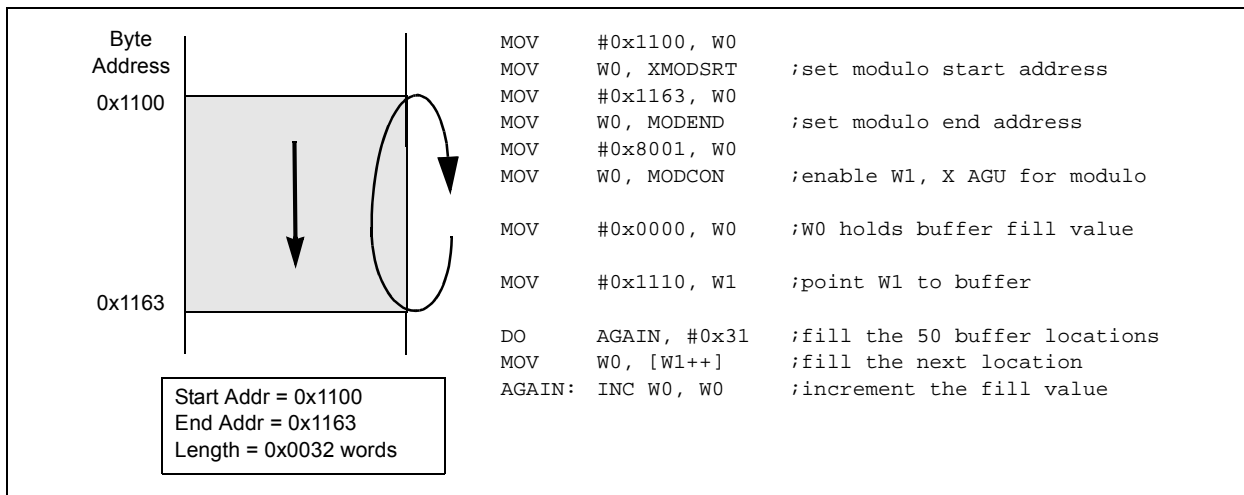 Byte
Address
0x1100
0x1163
Start Addr = 0x1100
End Addr = 0x1163
Length = 0x0032 words
MOV #0x1100, W0
MOV W0, XMODSRT ;set modulo start address
MOV #0x1163, W0
MOV W0, MODEND ;set modulo end address
MOV #0x8001, W0
MOV W0, MODCON ;enable W1, X AGU for modulo
MOV #0x0000, W0 ;W0 holds buffer fill value
MOV #0x1110, W1 ;point W1 to buffer
DO AGAIN, #0x31 ;fill the 50 buffer locations
MOV W0, [W1++] ;fill the next location
AGAIN: INC W0, W0 ;increment the fill value